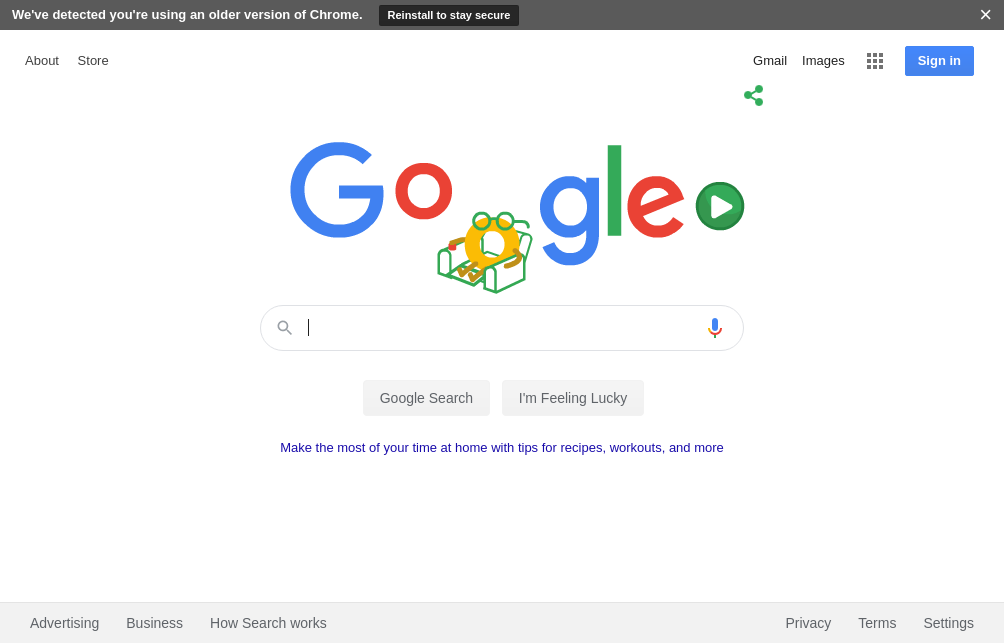 We've detected you're using an older version of Chrome. Reinstall to stay secure
About Store Gmail Images Sign in
Google
Google Search I'm Feeling Lucky
Make the most of your time at home with tips for recipes, workouts, and more
Advertising Business How Search works Privacy Terms Settings